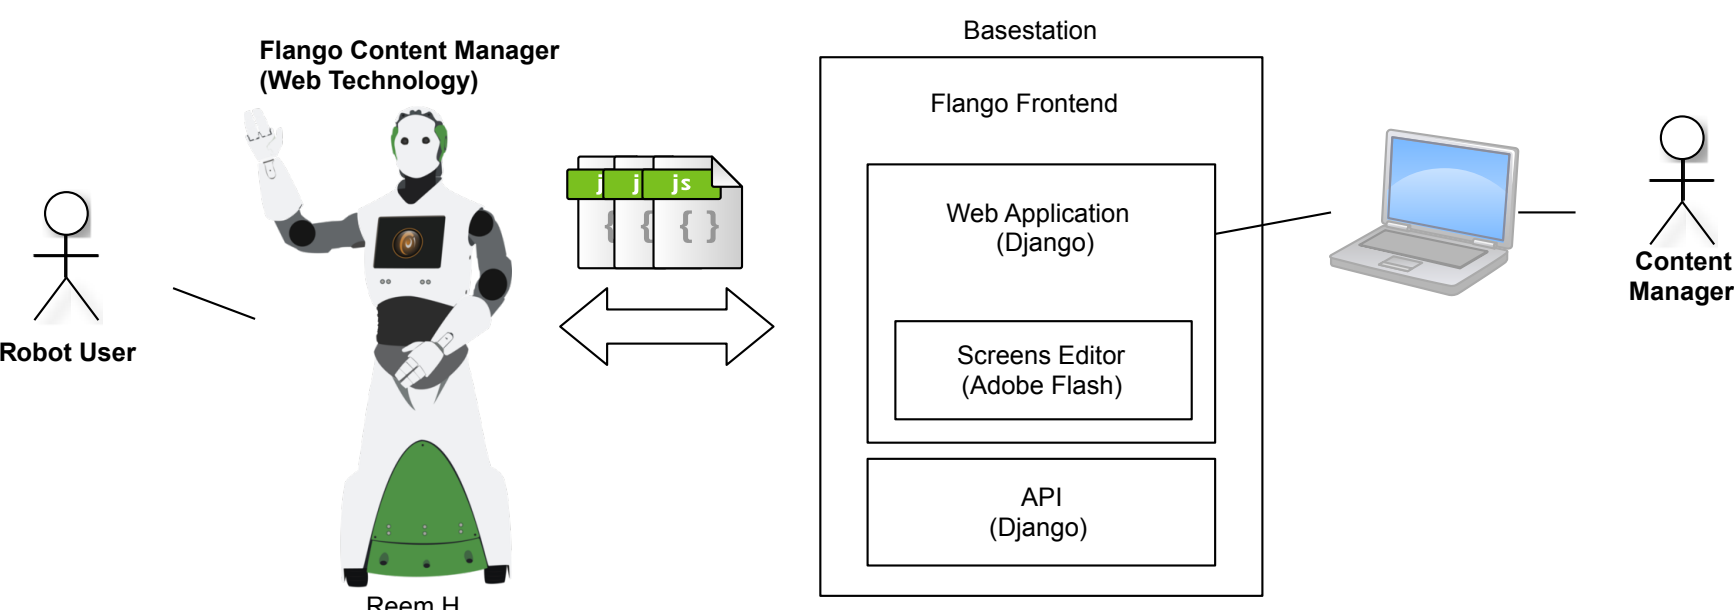 Basestation
Flango Content Manager
(Web Technology)
Flango Frontend
j
j
js
{
{
{ }
Web Application
(Django)
Content
Manager
Robot User
Screens Editor
(Adobe Flash)
API
(Django)
Reem H